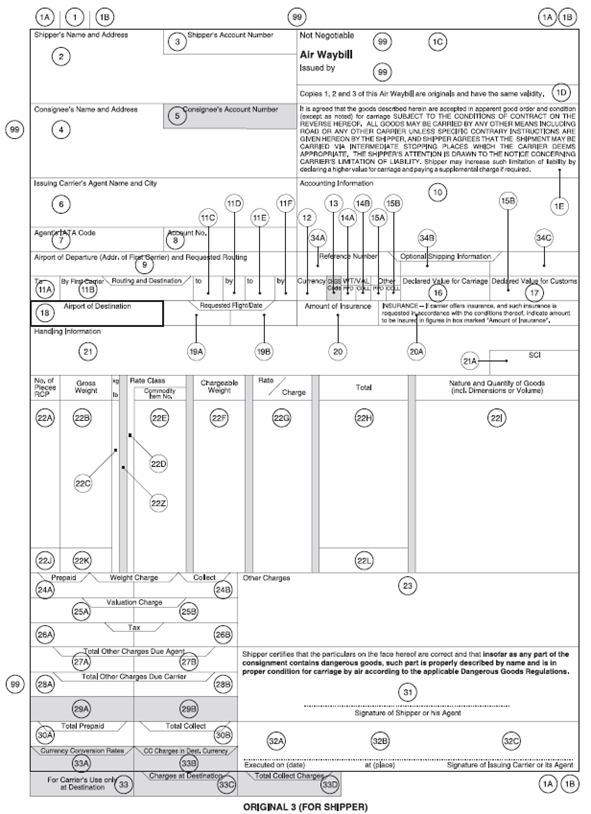 1A 1 1B 99 1A 1B
Shipper's Name and Address
2
3 Shipper's Account Number
Not Negotiable 99 1C
Air Waybill
Issued by 99
Copies 1, 2 and 3 of this Air Waybill are originals and have the same validity. 1D
99
Consignee's Name and Address
4
5 Consignee's Account Number
It is agreed that the goods described herein are accepted in apparent good order and condition
(except as noted) for carriage SUBJECT TO THE CONDITIONS OF CONTRACT ON THE
REVERSE HEREOF. ALL GOODS MAY BE CARRIED BY ANY OTHER MEANS INCLUDING
ROAD OR ANY OTHER CARRIER UNLESS SPECIFIC CONTRARY INSTRUCTIONS ARE
GIVEN HEREON BY THE SHIPPER, AND SHIPPER AGREES THAT THE SHIPMENT MAY BE
CARRIED VIA INTERMEDIATE STOPPING PLACES WHICH THE CARRIER DEEMS
APPROPRIATE. THE SHIPPER'S ATTENTION IS DRAWN TO THE NOTICE CONCERNING
CARRIER'S LIMITATION OF LIABILITY. Shipper may increase such limitation of liability by
declaring a higher value for carriage and paying a supplemental charge if required.
1E
Issuing Carrier's Agent Name and City
6
Accounting Information
10
Agent's IATA Code
7
Account No.
8
11C 11D 11E 11F 12 13 14A 14B 15A 15B 15B
Airport of Departure (Addr. of First Carrier) and Requested Routing
9
34A Reference Number
34B Optional Shipping Information 34C
To 11A By First Carrier 11B Routing and Destination to by to by Currency CHGS Code WT/VAL PPD COLL Other PPD COLL Declared Value for Carriage 16 Declared Value for Customs 17
18 Airport of Destination
Requested Flight/Date
19A 19B
Amount of Insurance
20
INSURANCE — If carrier offers insurance, and such insurance is
requested in accordance with the conditions thereof, indicate amount
to be insured in figures in box marked "Amount of Insurance".
20A
Handling Information
21
21A SCI
No. of Pieces RCP
Gross Weight
kg lb
Rate Class
Commodity Item No.
Chargeable Weight
Rate / Charge
Total
Nature and Quantity of Goods
(incl. Dimensions or Volume)
22A 22B 22E 22F 22G 22H 22I
22D
22C
22Z
22J 22K 22L
Prepaid Weight Charge Collect
24A 24B
Other Charges
23
Valuation Charge
25A 25B
Tax
26A 26B
Total Other Charges Due Agent
27A 27B
Total Other Charges Due Carrier
28A 28B
99
29A 29B
Shipper certifies that the particulars on the face hereof are correct and that insofar as any part of the
consignment contains dangerous goods, such part is properly described by name and is in
proper condition for carriage by air according to the applicable Dangerous Goods Regulations.
31
Signature of Shipper or his Agent
Total Prepaid Total Collect
30A 30B
Currency Conversion Rates CC Charges in Dest. Currency
33A 33B
32A 32B 32C
Executed on (date) at (place) Signature of Issuing Carrier or its Agent
For Carrier's Use only
at Destination 33
Charges at Destination 33C
Total Collect Charges 33D
1A 1B
ORIGINAL 3 (FOR SHIPPER)